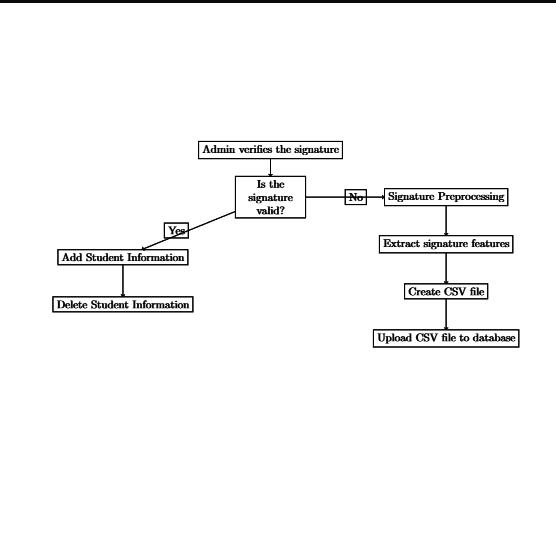 Admin verifies the signature
Is the
signature
valid?
No
Signature Preprocessing
Yes
Extract signature features
Add Student Information
Create CSV file
Delete Student Information
Upload CSV file to database